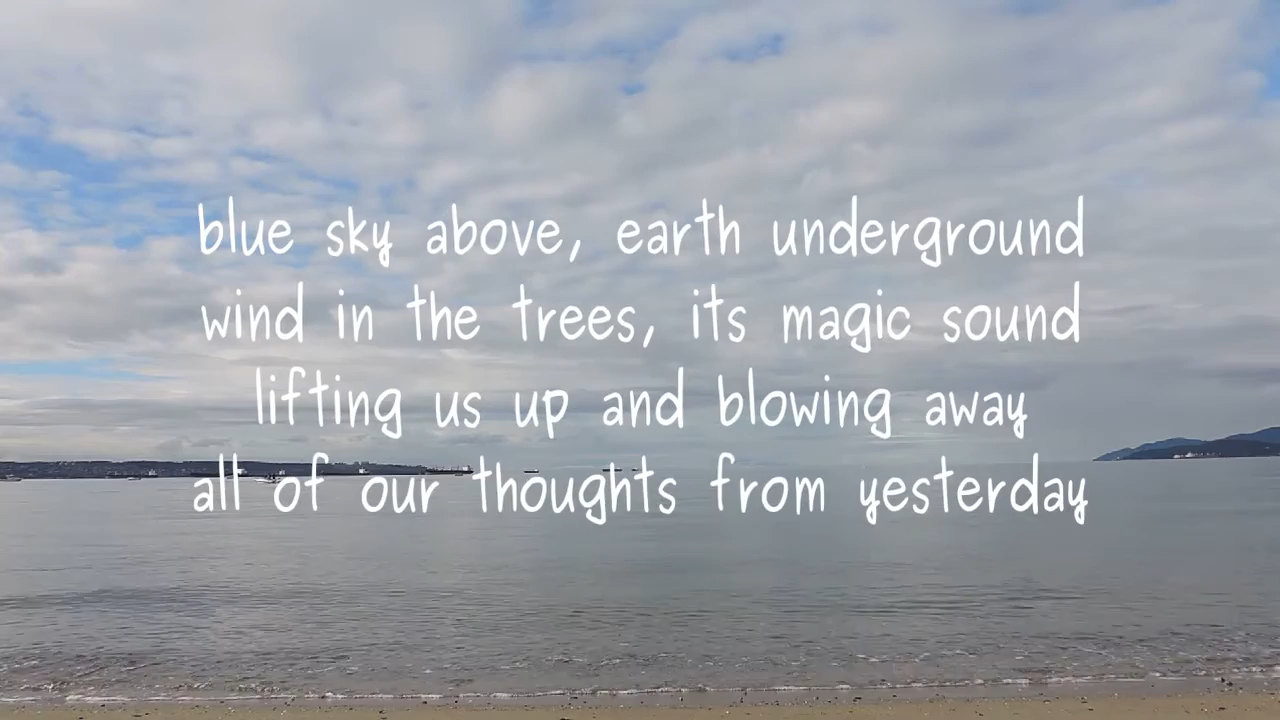 blue sky above, earth underground
wind in the trees, its magic sound
lifting us up and blowing away
all of our thoughts from yesterday